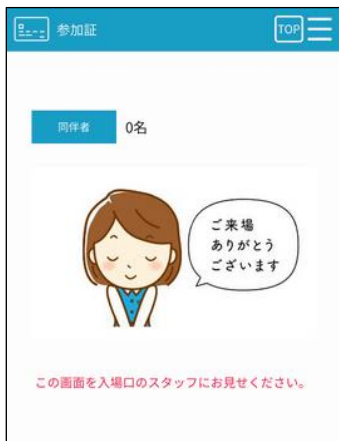 参加証
TOP
同伴者 0名
ご来場
ありがとう
ございます
この画面を入場口のスタッフにお見せください。